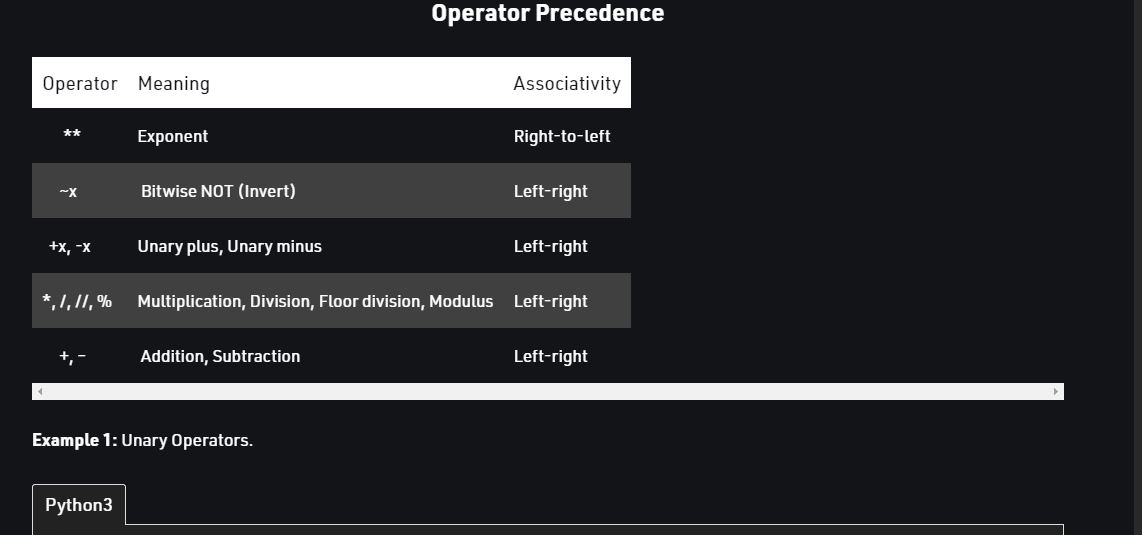 Operator Precedence
Operator Meaning Associativity
** Exponent Right-to-left
~x Bitwise NOT (Invert) Left-right
+x, -x Unary plus, Unary minus Left-right
*, /, //, % Multiplication, Division, Floor division, Modulus Left-right
+, – Addition, Subtraction Left-right
Example 1: Unary Operators.
Python3